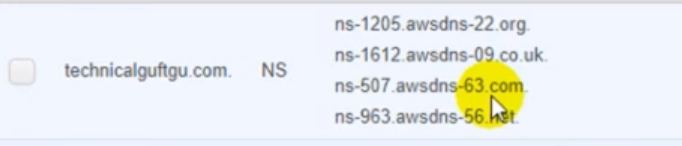 ns-1205.awsdns-22.org.
ns-1612.awsdns-09.co.uk.
technicalguftgu.com. NS
ns-507.awsdns-63.com.
ns-963.awsdns-56.net.